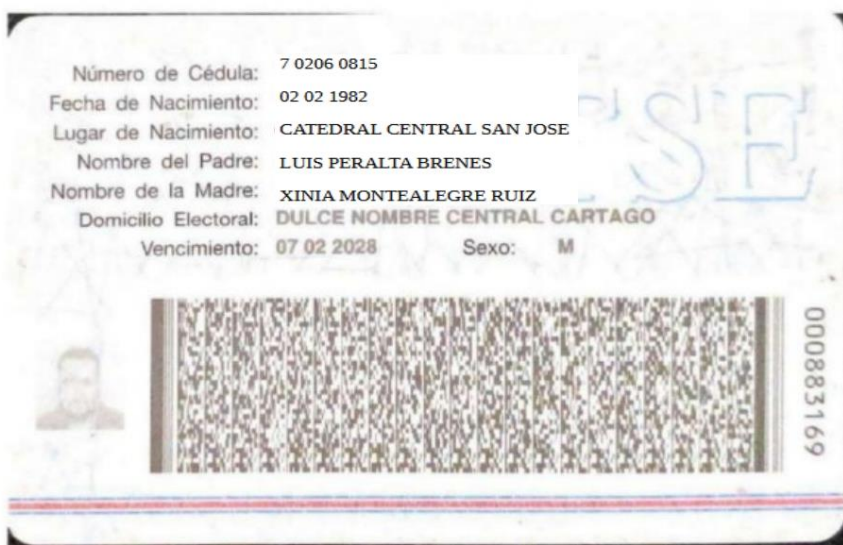 Número de Cédula: 7 0206 0815
Fecha de Nacimiento: 02 02 1982
Lugar de Nacimiento: CATEDRAL CENTRAL SAN JOSE
Nombre del Padre: LUIS PERALTA BRENES
Nombre de la Madre: XINIA MONTEALEGRE RUIZ
Domicilio Electoral: DULCE NOMBRE CENTRAL CARTAGO
Vencimiento: 07 02 2028 Sexo: M
SE
000883169